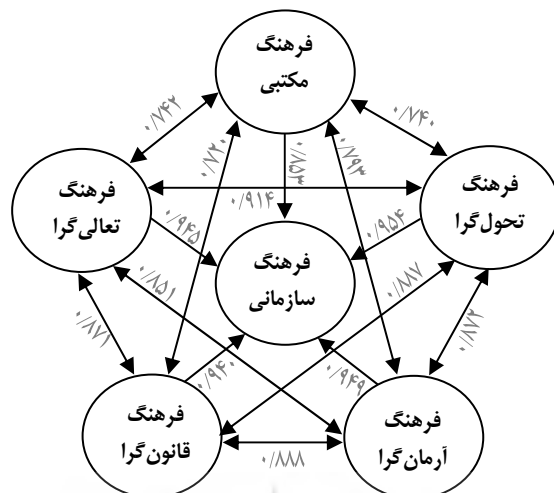 فرهنگ
مکتبی
۰/۷۴۲
۰/۷۴۰
۰/۷۲۰
۰/۸۵۳
۰/۷۹۳
فرهنگ
تعالی‌گرا
فرهنگ
تحول‌گرا
۰/۹۱۴
۰/۹۴۵
۰/۹۵۴
فرهنگ
سازمانی
۰/۸۵۱
۰/۸۸۷
۰/۸۷۱
۰/۸۷۲
۰/۹۴۰
۰/۹۴۹
فرهنگ
قانون‌گرا
فرهنگ
آرمان‌گرا
۰/۸۸۸